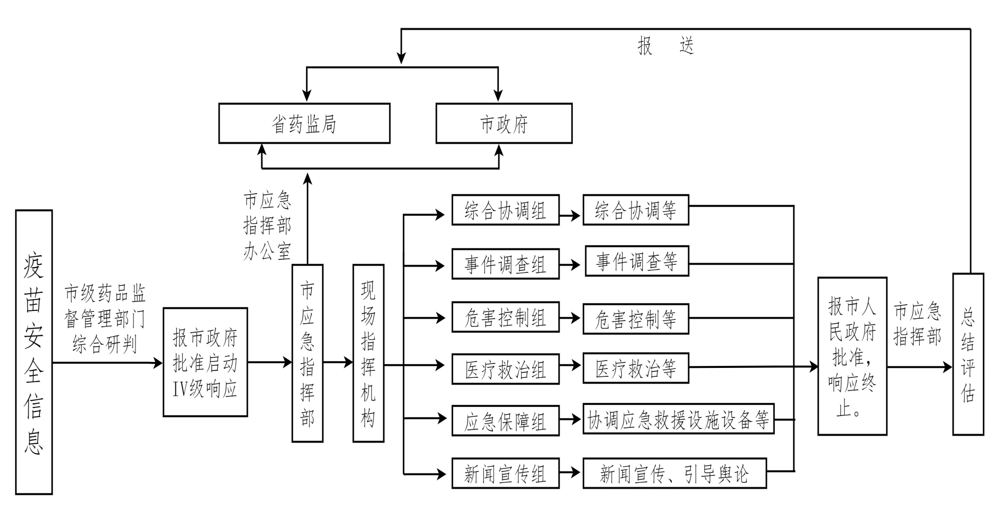 报 送
省药监局
市政府
市应急
指挥部
办公室
疫苗安全信息
市级药品监
督管理部门
综合研判
报市政府
批准启动
IV级响应
市应急指挥部
现场指挥机构
综合协调组
综合协调等
事件调查组
事件调查等
危害控制组
危害控制等
医疗救治组
医疗救治等
应急保障组
协调应急救援设施设备等
新闻宣传组
新闻宣传、引导舆论
报市人
民政府
批准，
响应终
止。
市应急
指挥部
总结评估